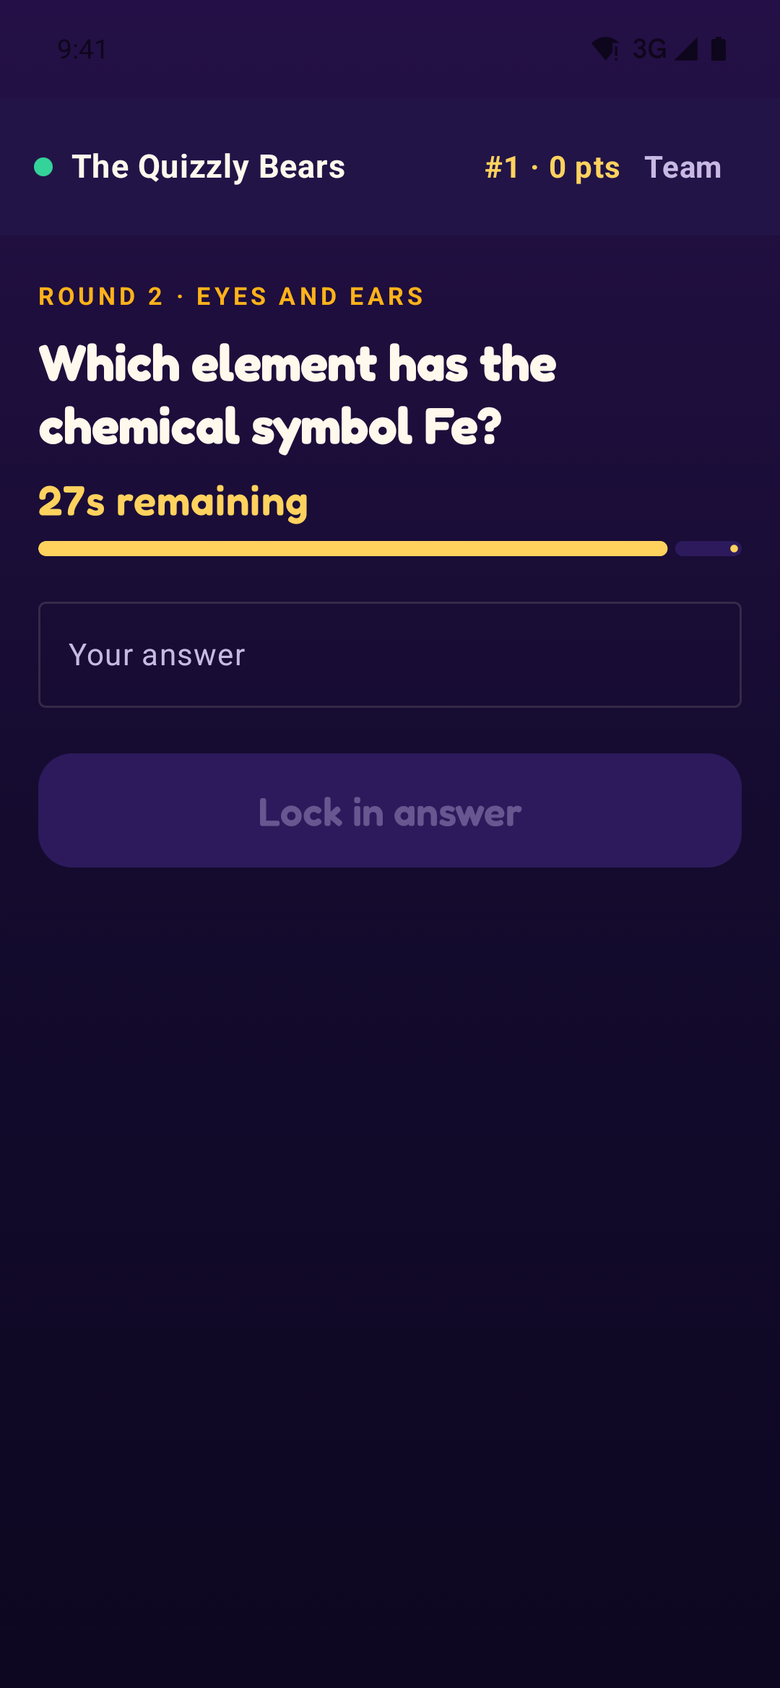 9:41 3G
The Quizzly Bears #1 · 0 pts Team
ROUND 2 · EYES AND EARS
Which element has the
chemical symbol Fe?
27s remaining
Your answer
Lock in answer